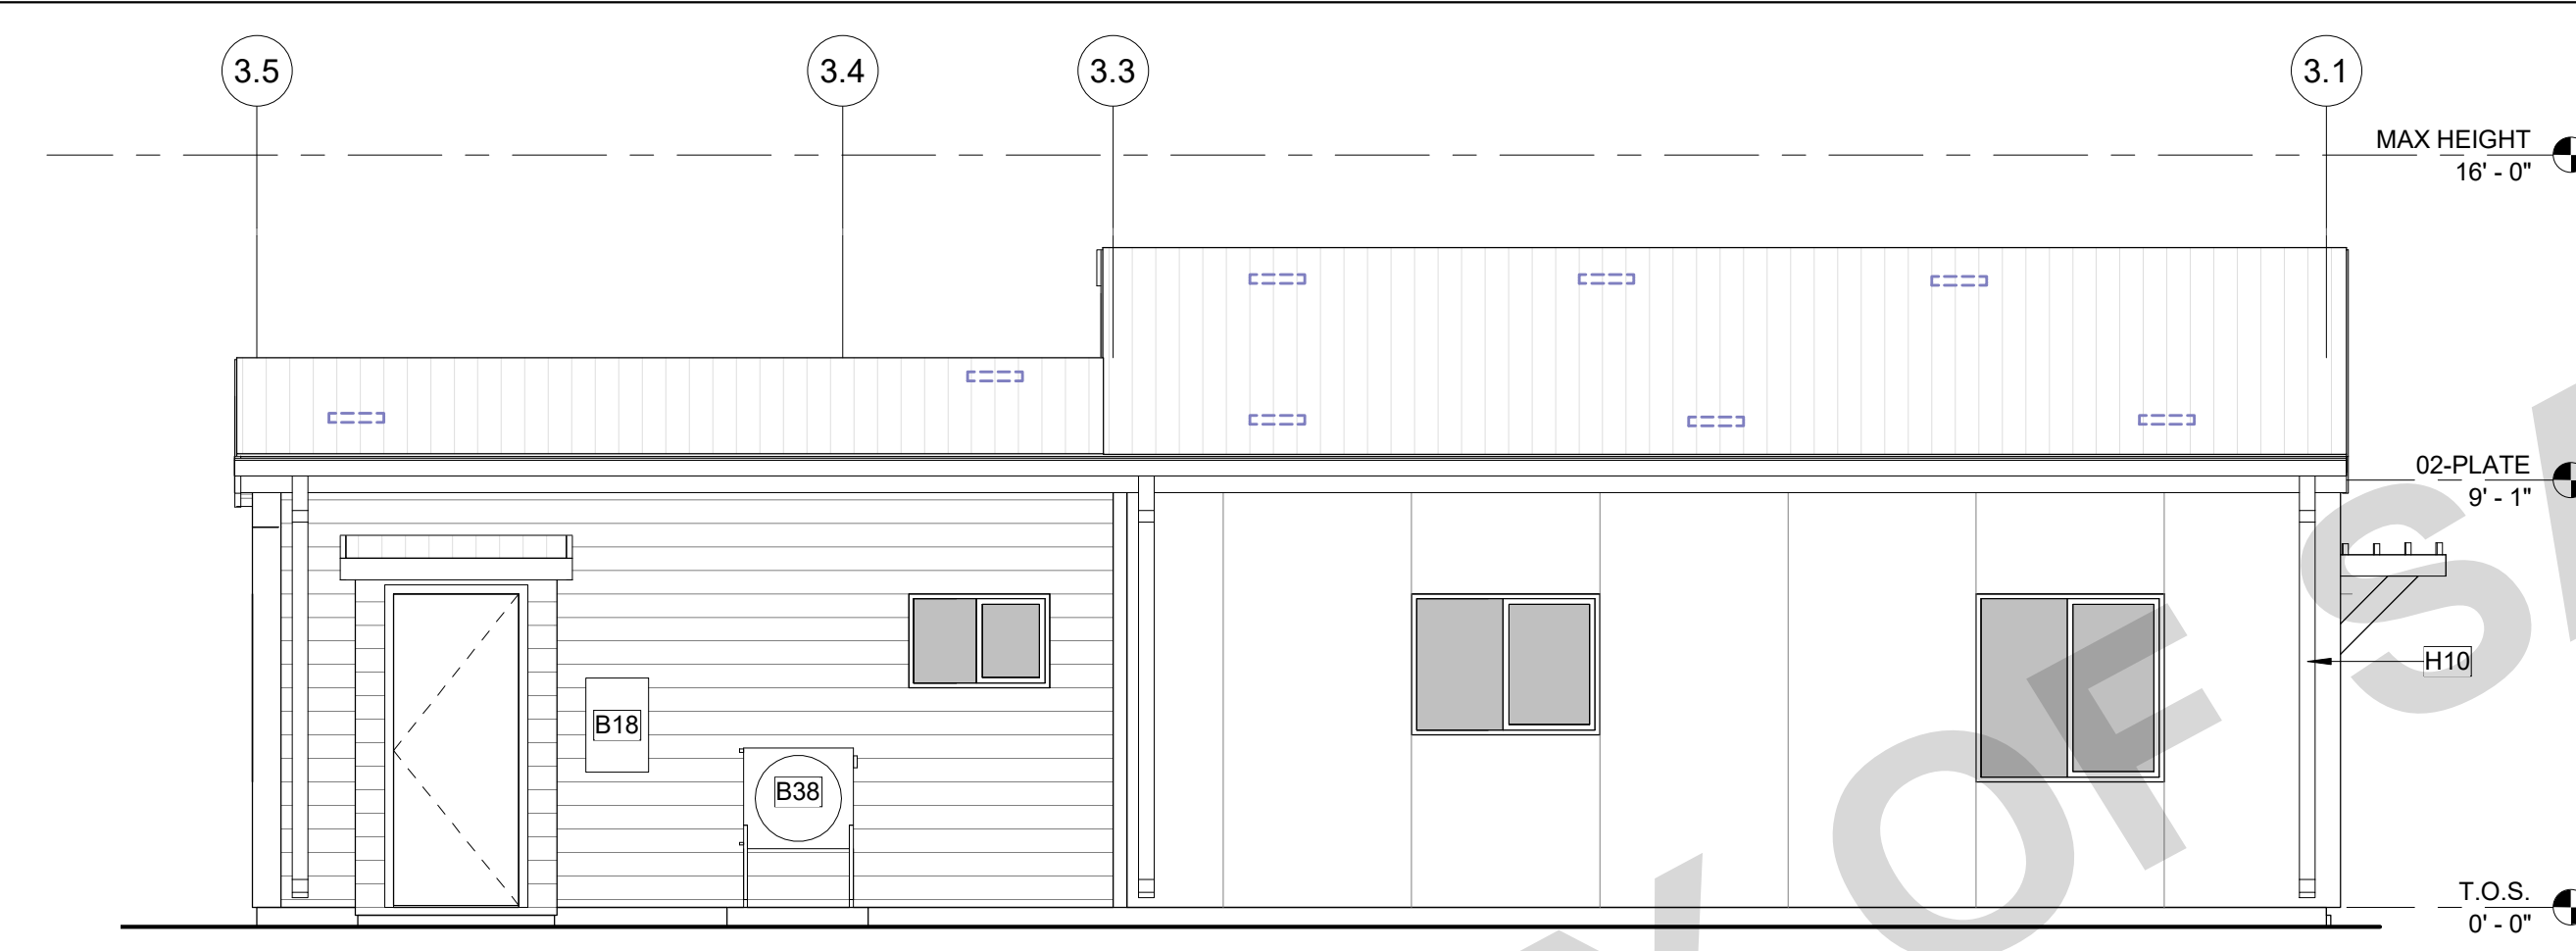 3.5
3.4
3.3
3.1
MAX HEIGHT
16' - 0"
02-PLATE
9' - 1"
H10
B18
B38
T.O.S.
0' - 0"
OF